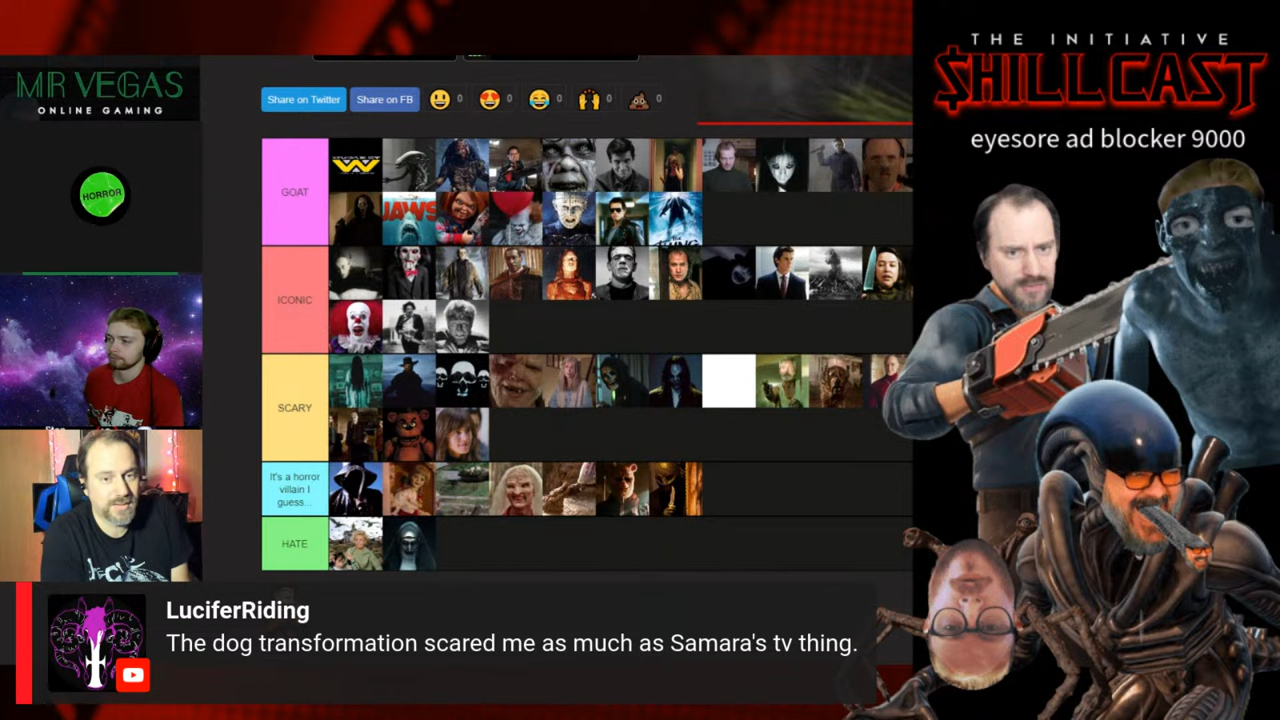 MR VEGAS
ONLINE GAMING
HORROR
Share on Twitter
Share on FB
0
0
0
0
0
GOAT
JAWS
THING
ICONIC
SCARY
It's a horror
villain I
guess...
HATE
THE INITIATIVE
$HILLCAST
eyesore ad blocker 9000
LuciferRiding
The dog transformation scared me as much as Samara's tv thing.